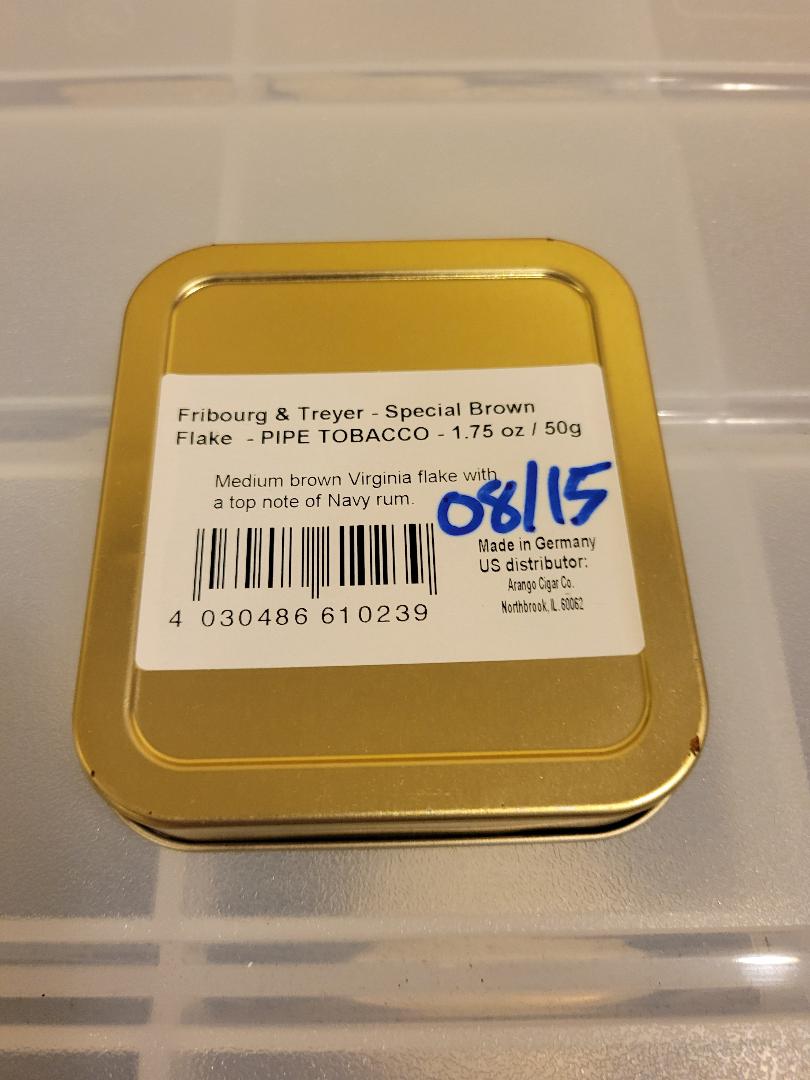 Fribourg & Treyer - Special Brown
Flake - PIPE TOBACCO - 1.75 oz / 50g
Medium brown Virginia flake with
a top note of Navy rum.
08/15
Made in Germany
US distributor:
Arango Cigar Co.
Northbrook, IL. 60062
4 030486 610239